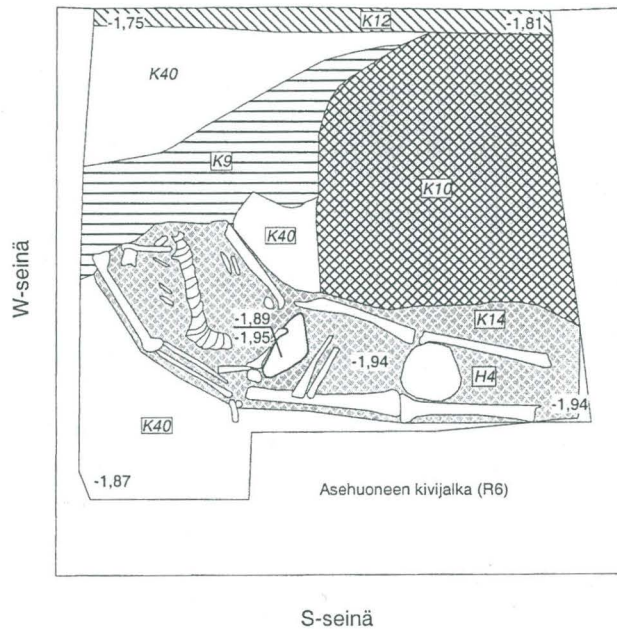 -1,75
K12
-1,81
K40
K9
K10
K40
W-seinä
K14
-1,89
-1,95
-1,94
H4
-1,94
K40
-1,87
Asehuoneen kivijalka (R6)
S-seinä